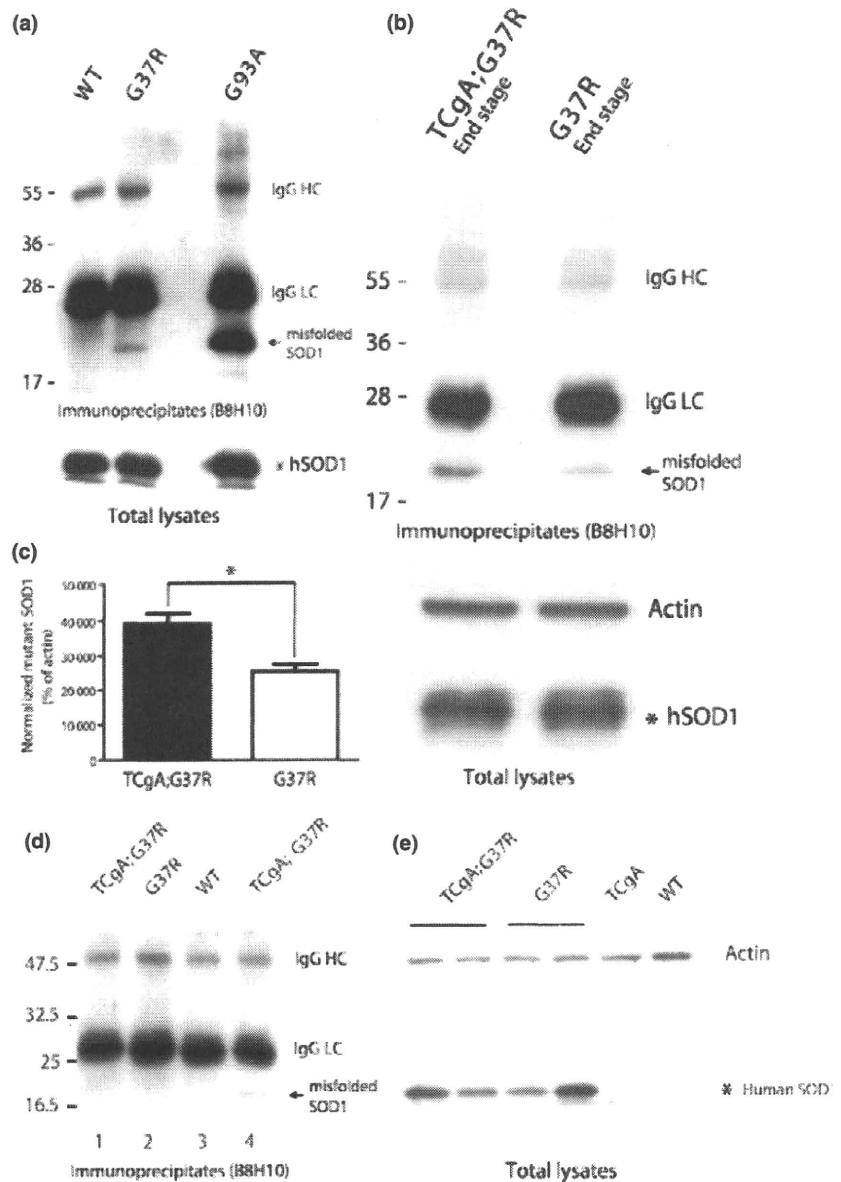 (a)
WT G37R G93A
55 - IgG HC
36 -
28 - IgG LC
misfolded
SOD1
17 -
Immunoprecipitates (B8H10)
* hSOD1
Total lysates
(b)
TCgA;G37R
End stage
G37R
End stage
55 - IgG HC
36 -
28 - IgG LC
misfolded
SOD1
17 -
Immunoprecipitates (B8H10)
Actin
* hSOD1
Total lysates
(c)
Normalized mutant SOD1
(% of actin)
50 000
40 000
30 000
20 000
10 000
0
*
TCgA;G37R G37R
(d)
TCgA;G37R G37R WT TCgA; G37R
47.5 - IgG HC
32.5 -
25 - IgG LC
misfolded
SOD1
16.5 -
1 2 3 4
Immunoprecipitates (B8H10)
(e)
TCgA;G37R G37R TCgA WT
Actin
* Human SOD
Total lysates